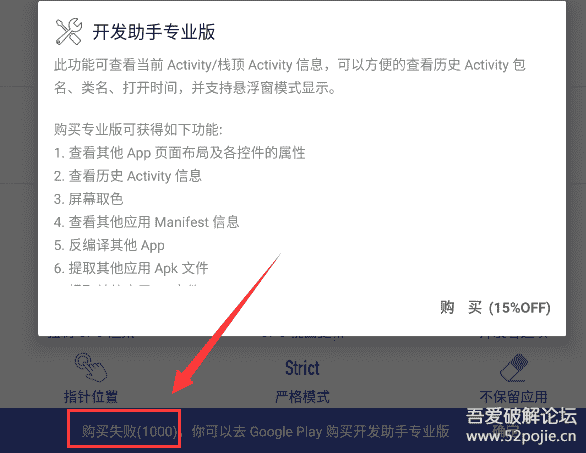 开发助手专业版
此功能可查看当前 Activity/栈顶 Activity 信息，可以方便的查看历史 Activity 包
名、类名、打开时间，并支持悬浮窗模式显示。
购买专业版可获得如下功能:
1. 查看其他 App 页面布局及各控件的属性
2. 查看历史 Activity 信息
3. 屏幕取色
4. 查看其他应用 Manifest 信息
5. 反编译其他 App
6. 提取其他应用 Apk 文件
购 买 (15%OFF)
Strict
指针位置 严格模式 不保留应用
购买失败(1000)，你可以去 Google Play 购买开发助手专业版 确定
吾爱破解论坛
www.52pojie.cn